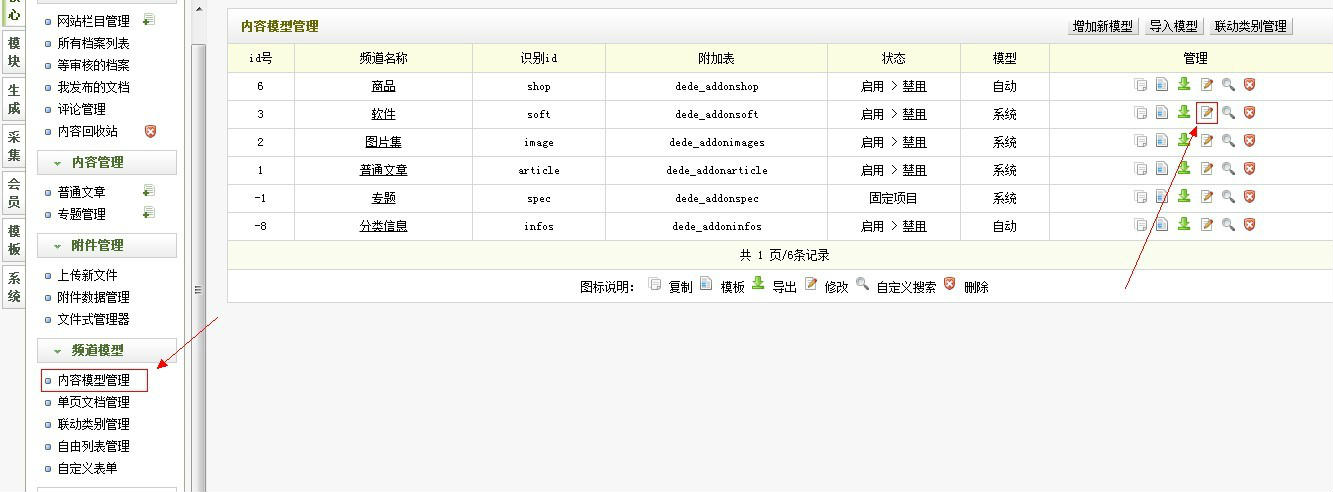 心
模块
生成
采集
会员
模板
系统
网站栏目管理
所有档案列表
等审核的档案
我发布的文档
评论管理
内容回收站
内容管理
普通文章
专题管理
附件管理
上传新文件
附件数据管理
文件式管理器
频道模型
内容模型管理
单页文档管理
联动类别管理
自由列表管理
自定义表单
内容模型管理 增加新模型 导入模型 联动类别管理
id号 频道名称 识别id 附加表 状态 模型 管理
6 商品 shop dede_addonshop 启用 > 禁用 自动
3 软件 soft dede_addonsoft 启用 > 禁用 系统
2 图片集 image dede_addonimages 启用 > 禁用 系统
1 普通文章 article dede_addonarticle 启用 > 禁用 系统
-1 专题 spec dede_addonspec 固定项目 系统
-8 分类信息 infos dede_addoninfos 启用 > 禁用 自动
共 1 页/6条记录
图标说明： 复制 模板 导出 修改 自定义搜索 删除